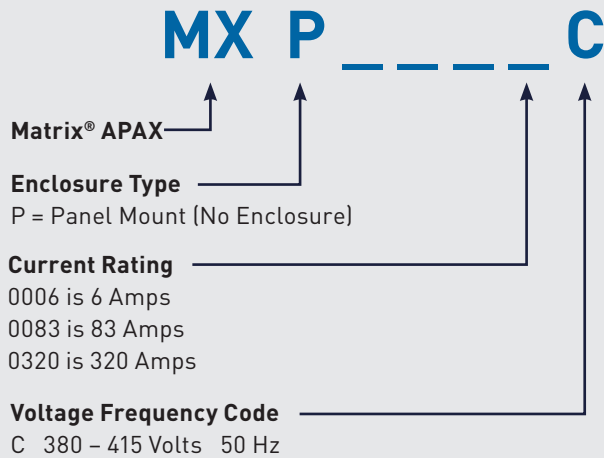 MX P _ _ _ _ C
Matrix® APAX
Enclosure Type
P = Panel Mount (No Enclosure)
Current Rating
0006 is 6 Amps
0083 is 83 Amps
0320 is 320 Amps
Voltage Frequency Code
C 380 – 415 Volts 50 Hz